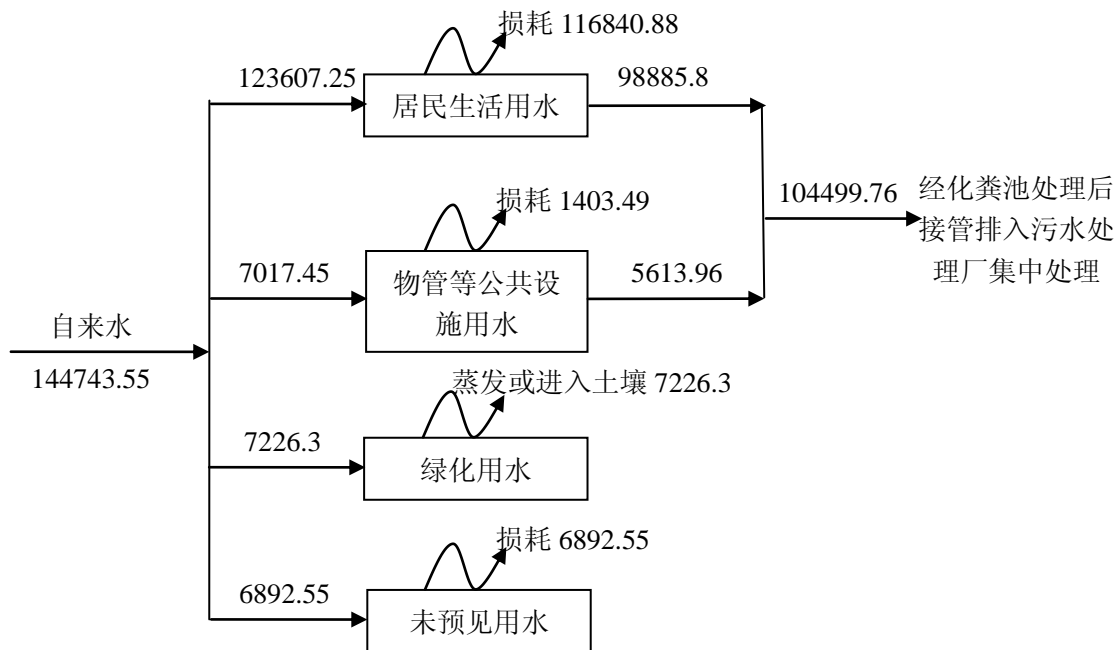 损耗 116840.88
123607.25
居民生活用水
98885.8
损耗 1403.49
7017.45
物管等公共设
施用水
5613.96
104499.76
经化粪池处理后
接管排入污水处
理厂集中处理
自来水
144743.55
蒸发或进入土壤 7226.3
7226.3
绿化用水
损耗 6892.55
6892.55
未预见用水